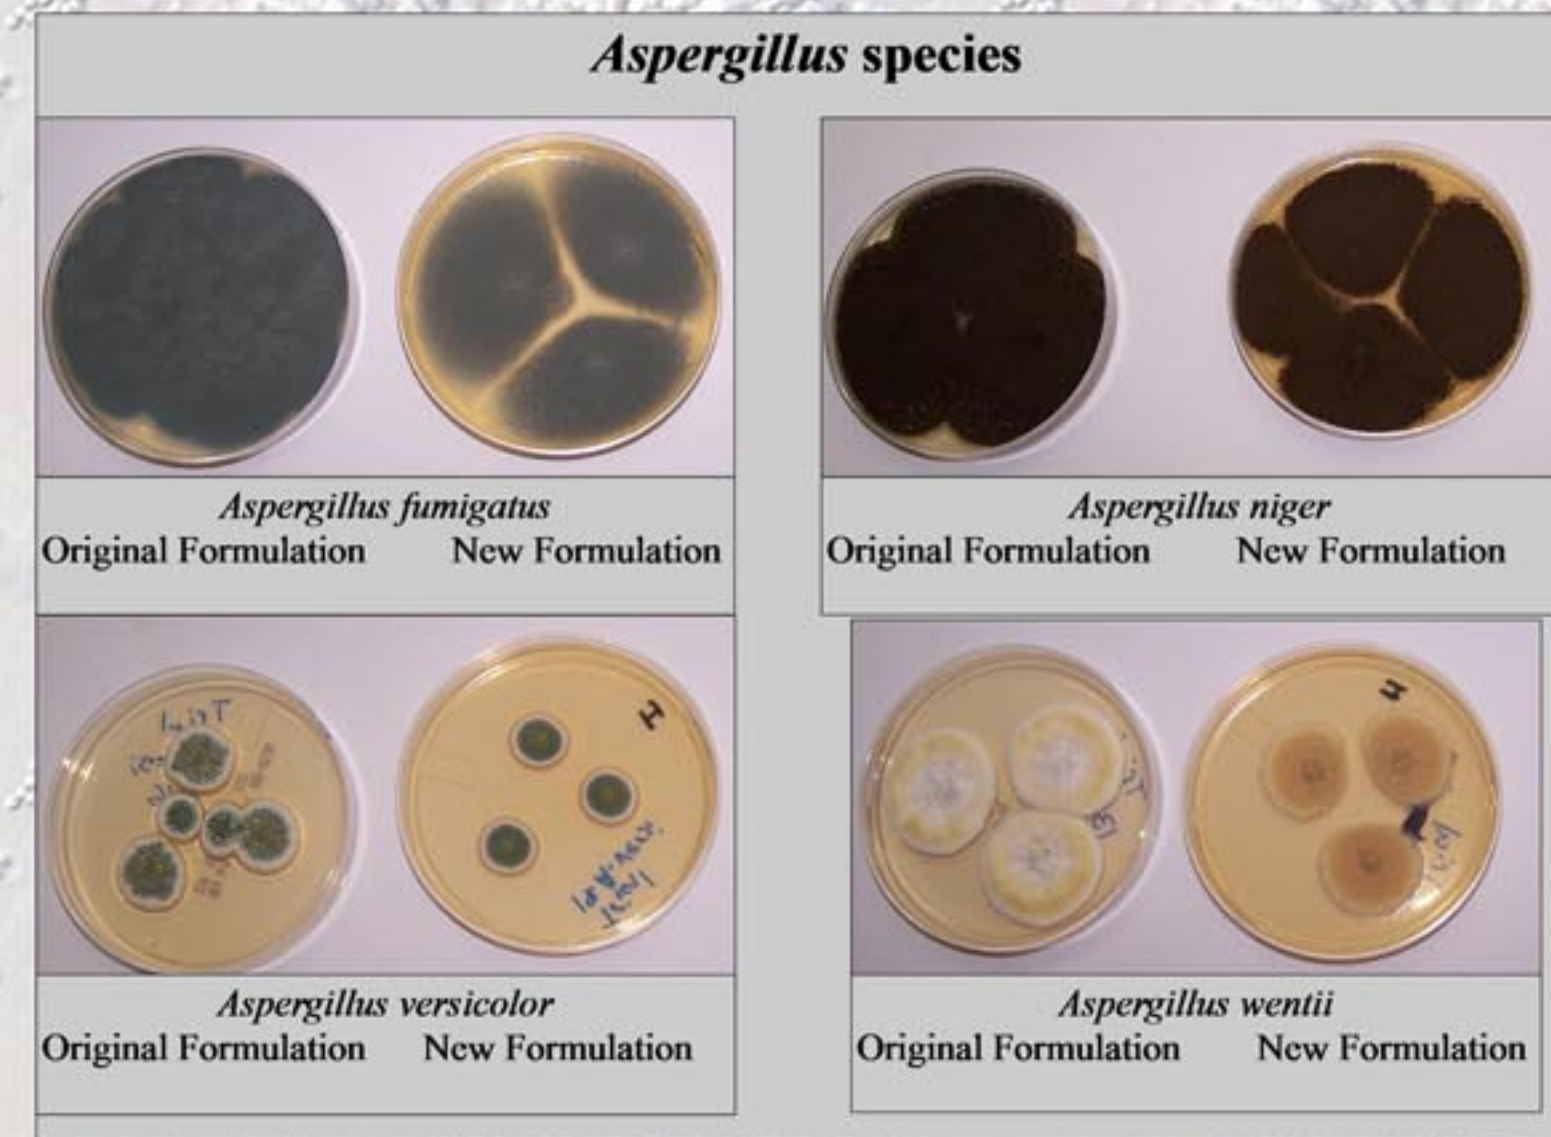 Aspergillus species
Aspergillus fumigatus
Original Formulation New Formulation
Aspergillus niger
Original Formulation New Formulation
H
Aspergillus versicolor
Original Formulation New Formulation
Aspergillus wentii
Original Formulation New Formulation